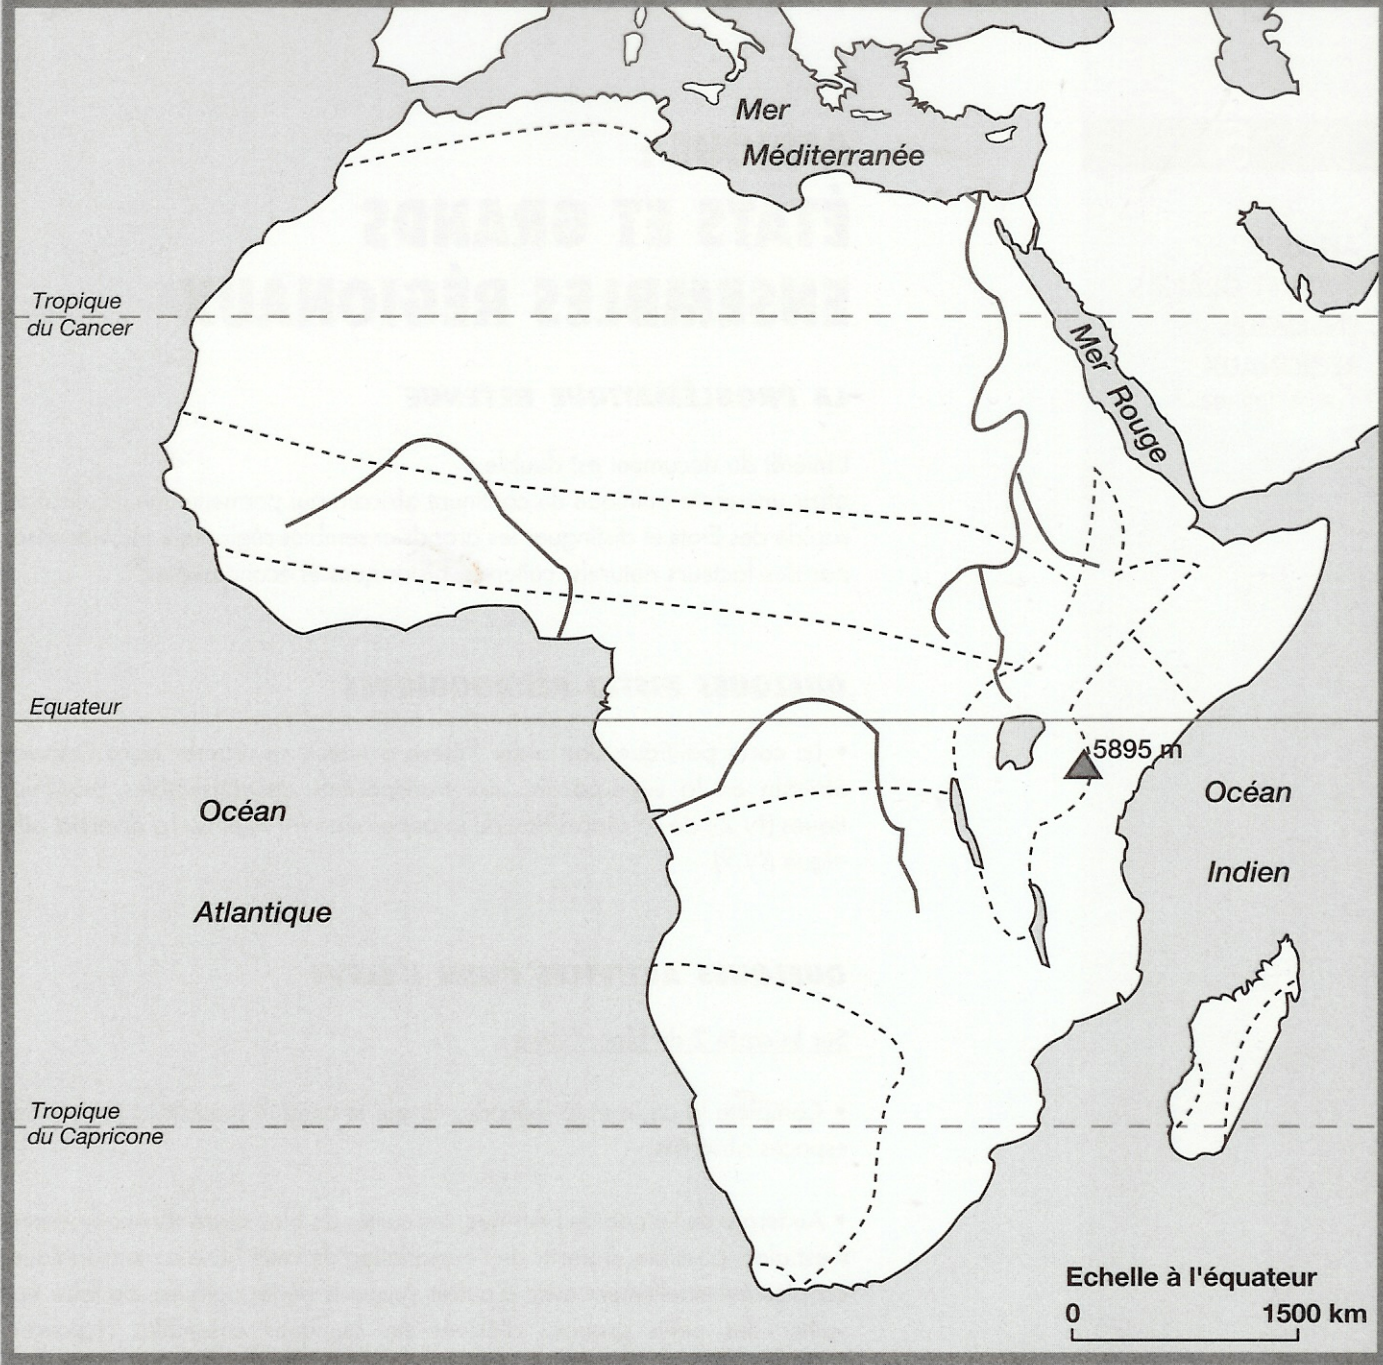 Mer
Méditerranée
Tropique
du Cancer
Mer Rouge
Equateur
5895 m
Océan
Atlantique
Océan
Indien
Tropique
du Capricone
Echelle à l'équateur
0 1500 km